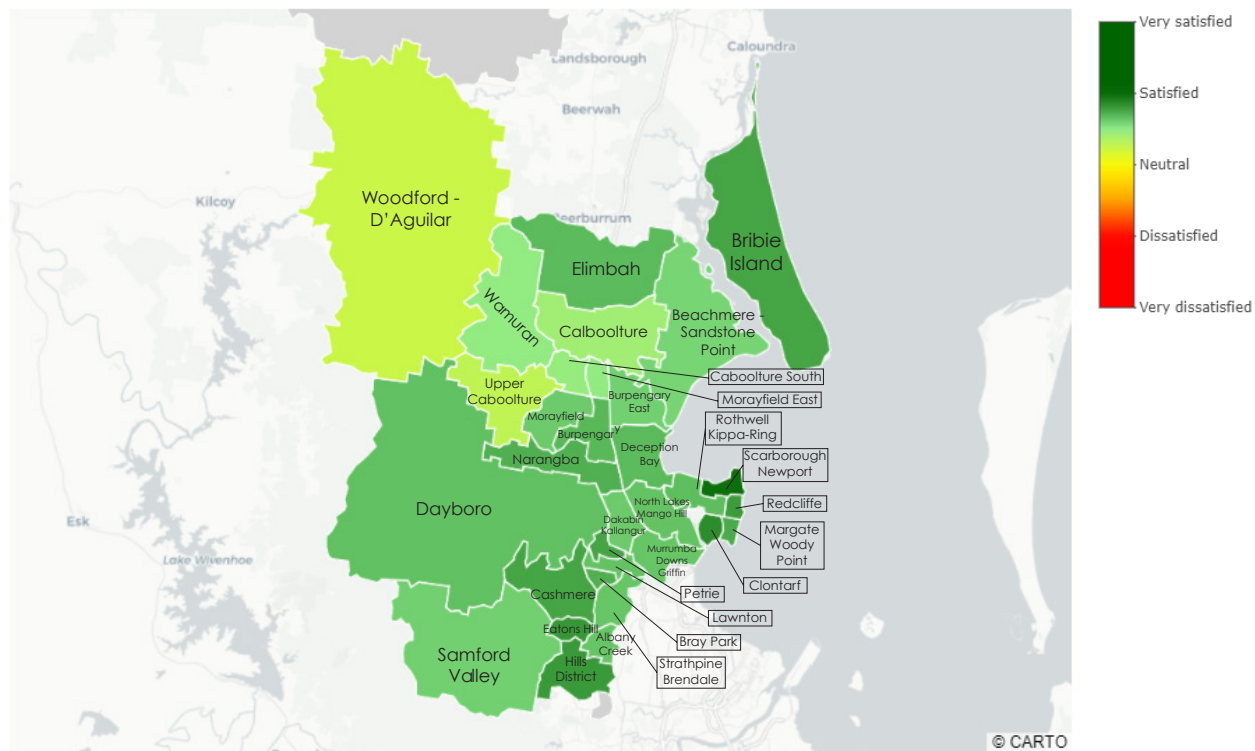 Very satisfied
Satisfied
Neutral
Dissatisfied
Very dissatisfied
Caloundra
Landsborough
Beerwah
Kilcoy
Woodford -
D'Aguilar
Beerburrum
Bribie
Island
Elimbah
Wamuran
Calboolture
Beachmere -
Sandstone
Point
Caboolture South
Upper
Caboolture
Morayfield East
Burpengary
East
Morayfield
Rothwell
Kippa-Ring
Burpengary
Deception
Bay
Narangba
Scarborough
Newport
North Lakes
Mango Hill
Redcliffe
Dayboro
Esk
Dakabin
Kallangur
Margate
Woody
Point
Murrumba
Downs
Griffin
Lake Wivenhoe
Clontarf
Cashmere
Petrie
Lawnton
Eatons Hill
Albany
Creek
Bray Park
Samford
Valley
Hills
District
Strathpine
Brendale
© CARTO